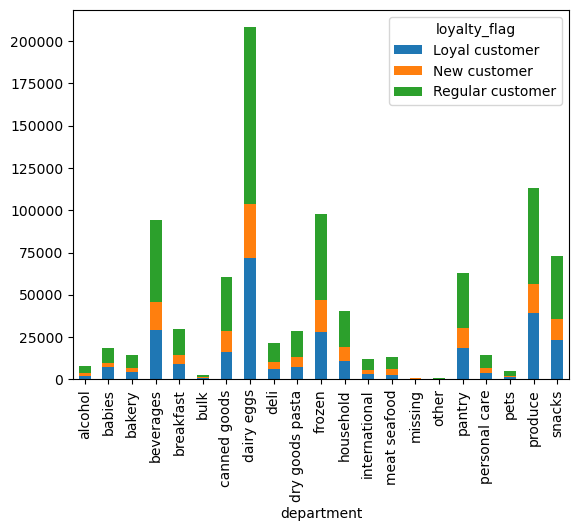 loyalty_flag
Loyal customer
New customer
Regular customer
200000
175000
150000
125000
100000
75000
50000
25000
0
alcohol
babies
bakery
beverages
breakfast
bulk
canned goods
dairy eggs
deli
dry goods pasta
frozen
household
international
meat seafood
missing
other
pantry
personal care
pets
produce
snacks
department